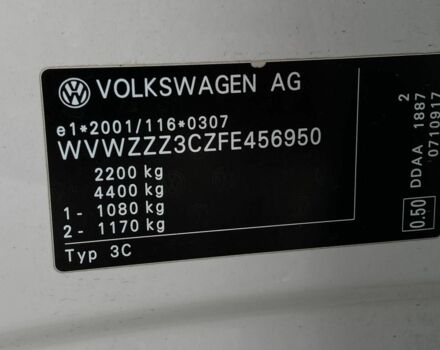 VOLKSWAGEN AG
e1*2001/116*0307
WVWZZZ3CZFE456950
2200 kg
4400 kg
1- 1080 kg
2- 1170 kg
Typ 3C
0.50
DDAA 1887
2
0710917